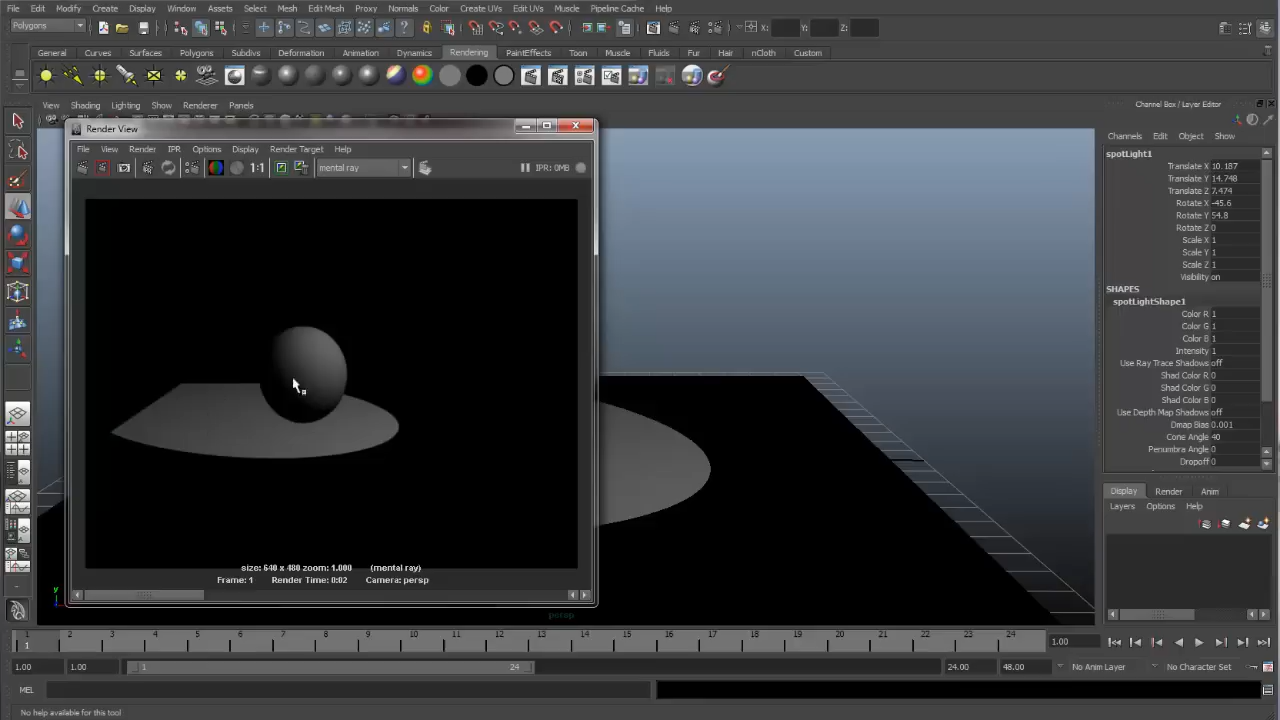 File Edit Modify Create Display Window Assets Select Mesh Edit Mesh Proxy Normals Color Create UVs Edit UVs Muscle Pipeline Cache Help
Polygons X: Y: Z:
General Curves Surfaces Polygons Subdivs Deformation Animation Dynamics Rendering PaintEffects Toon Muscle Fluids Fur Hair nCloth Custom
View Shading Lighting Show Renderer Panels
Channel Box / Layer Editor
Render View
Channels Edit Object Show
File View Render IPR Options Display Render Target Help
spotLight1
1:1 mental ray IPR: 0MB
Translate X 10.187
Translate Y 14.748
Translate Z 7.474
Rotate X -45.6
Rotate Y 54.8
Rotate Z 0
Scale X 1
Scale Y 1
Scale Z 1
Visibility on
SHAPES
spotLightShape1
Color R 1
Color G 1
Color B 1
Intensity 1
Use Ray Trace Shadows off
Shad Color R 0
Shad Color G 0
Shad Color B 0
Use Depth Map Shadows off
Dmap Bias 0.001
Cone Angle 40
Penumbra Angle 0
Dropoff 0
Display Render Anim
Layers Options Help
size: 640 x 480 zoom: 1.000 (mental ray)
Frame: 1 Render Time: 0:02 Camera: persp
y
persp
1 2 3 4 5 6 7 8 9 10 11 12 13 14 15 16 17 18 19 20 21 22 23 24
1 1.00
1.00 1.00 1 24 24.00 48.00 No Anim Layer No Character Set
MEL
No help available for this tool